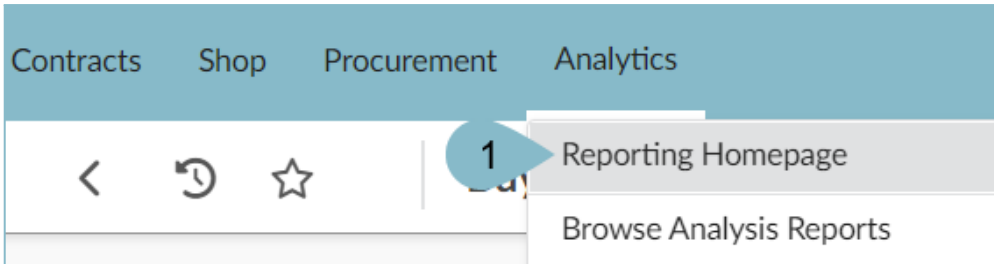 Contracts Shop Procurement Analytics
1 Reporting Homepage
Browse Analysis Reports